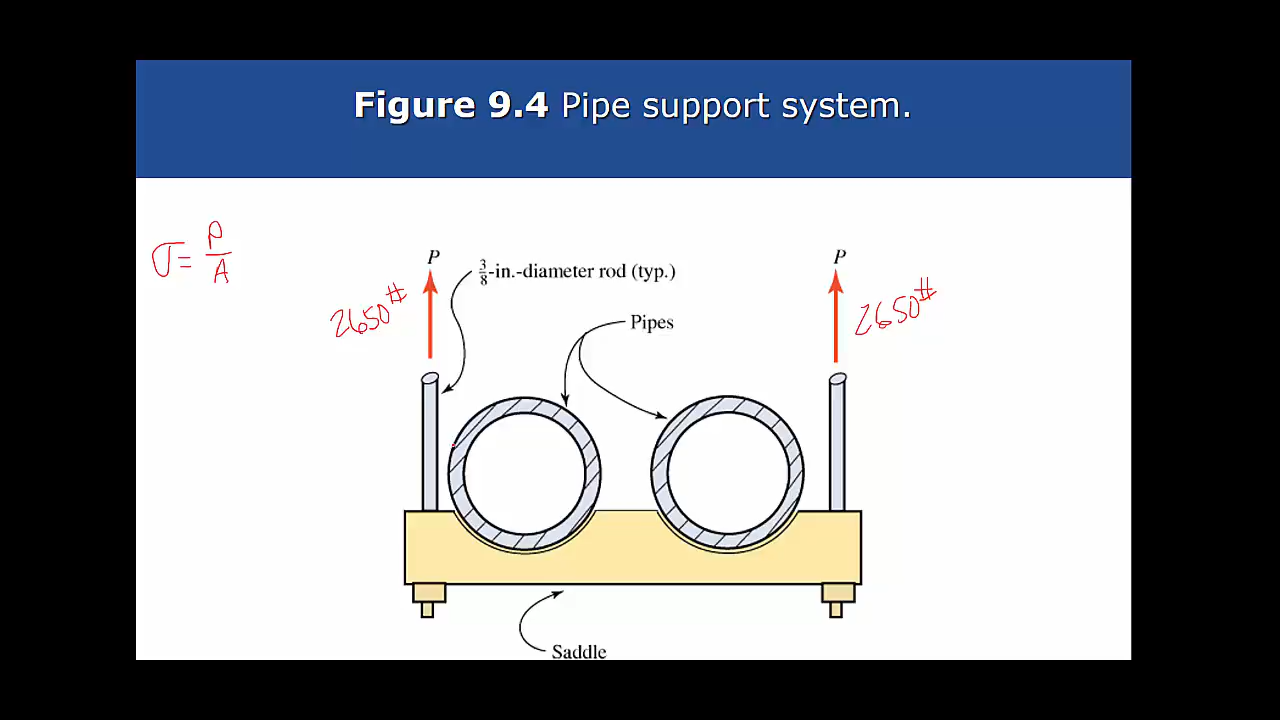 Figure 9.4 Pipe support system.
σ = P/A
P
3/8-in.-diameter rod (typ.)
P
2650#
2650#
Pipes
Saddle